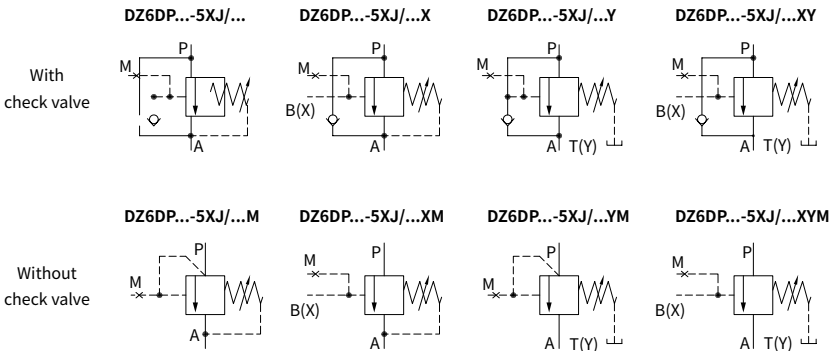 DZ6DP...-5XJ/... DZ6DP...-5XJ/...X DZ6DP...-5XJ/...Y DZ6DP...-5XJ/...XY
P P P P
M M M M
With
check valve
B(X) B(X)
A A A T(Y) A T(Y)
DZ6DP...-5XJ/...M DZ6DP...-5XJ/...XM DZ6DP...-5XJ/...YM DZ6DP...-5XJ/...XYM
P P P P
M M M M
Without
check valve
B(X) B(X)
A A A T(Y) A T(Y)